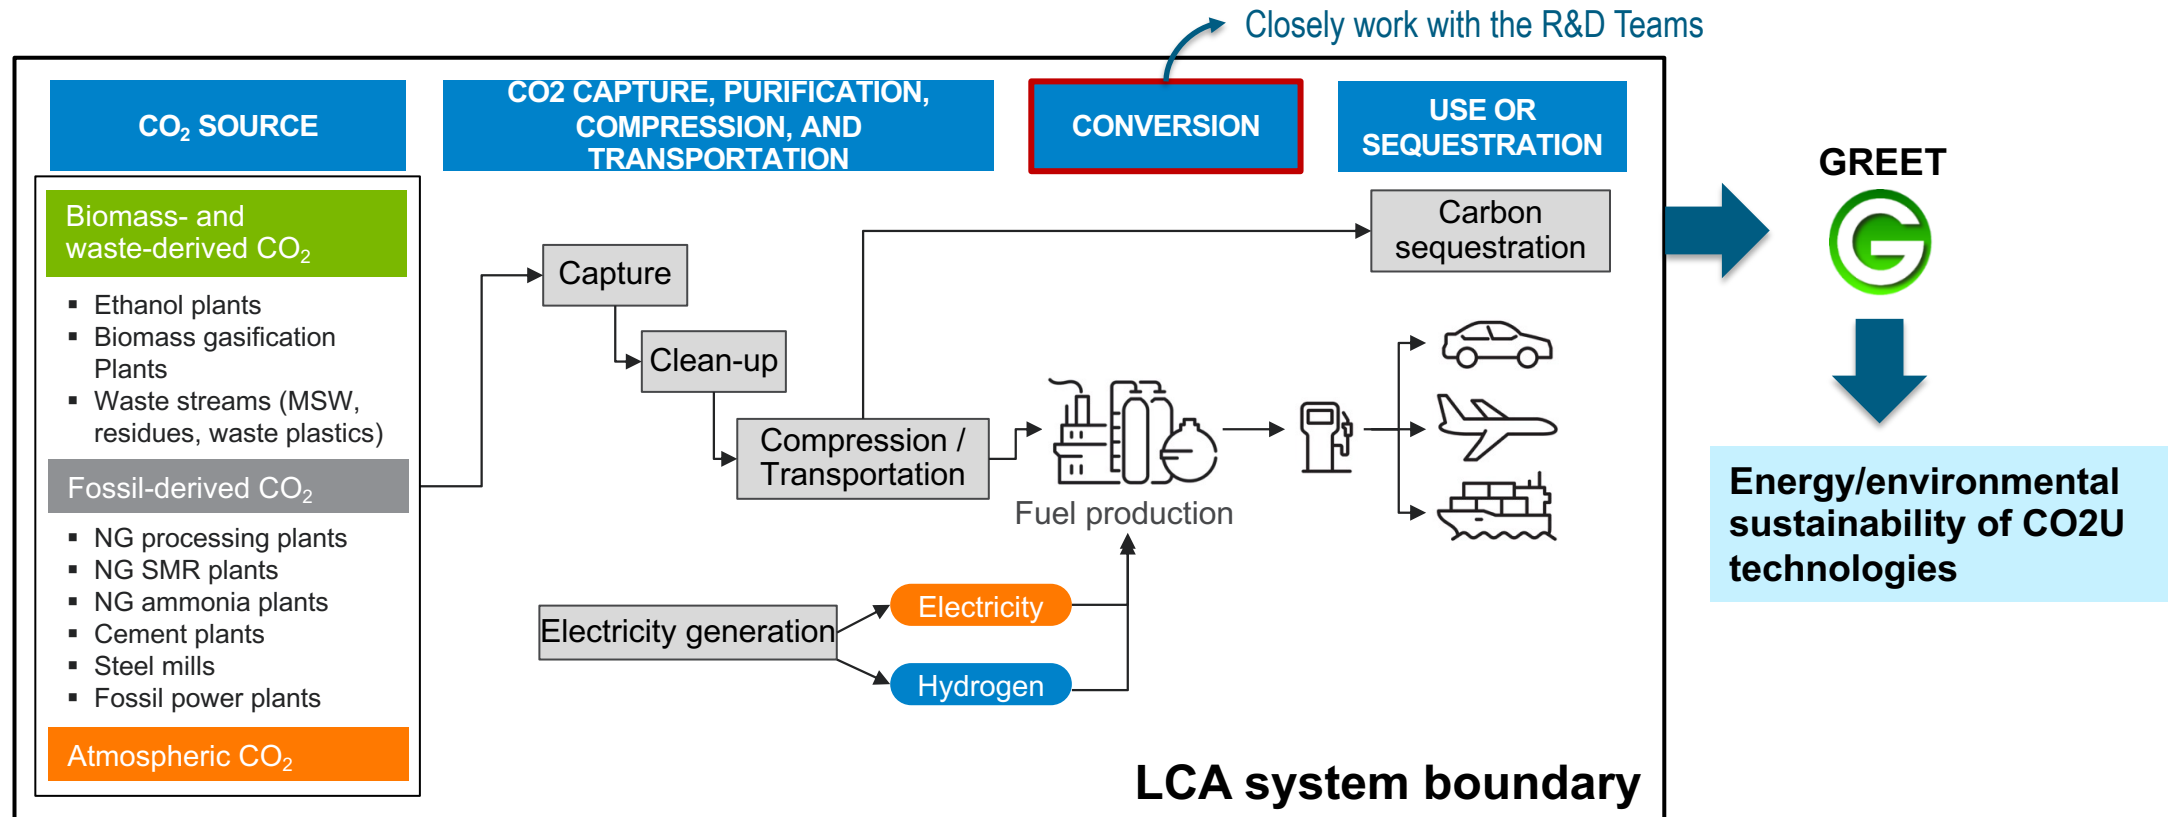 Closely work with the R&D Teams
CO₂ SOURCE
CO2 CAPTURE, PURIFICATION,
COMPRESSION, AND
TRANSPORTATION
CONVERSION
USE OR
SEQUESTRATION
Biomass- and
waste-derived CO₂
▪ Ethanol plants
▪ Biomass gasification
Plants
▪ Waste streams (MSW,
residues, waste plastics)
Fossil-derived CO₂
▪ NG processing plants
▪ NG SMR plants
▪ NG ammonia plants
▪ Cement plants
▪ Steel mills
▪ Fossil power plants
Atmospheric CO₂
Capture
Clean-up
Compression /
Transportation
Carbon
sequestration
Fuel production
Electricity generation
Electricity
Hydrogen
LCA system boundary
GREET
G
Energy/environmental
sustainability of CO2U
technologies